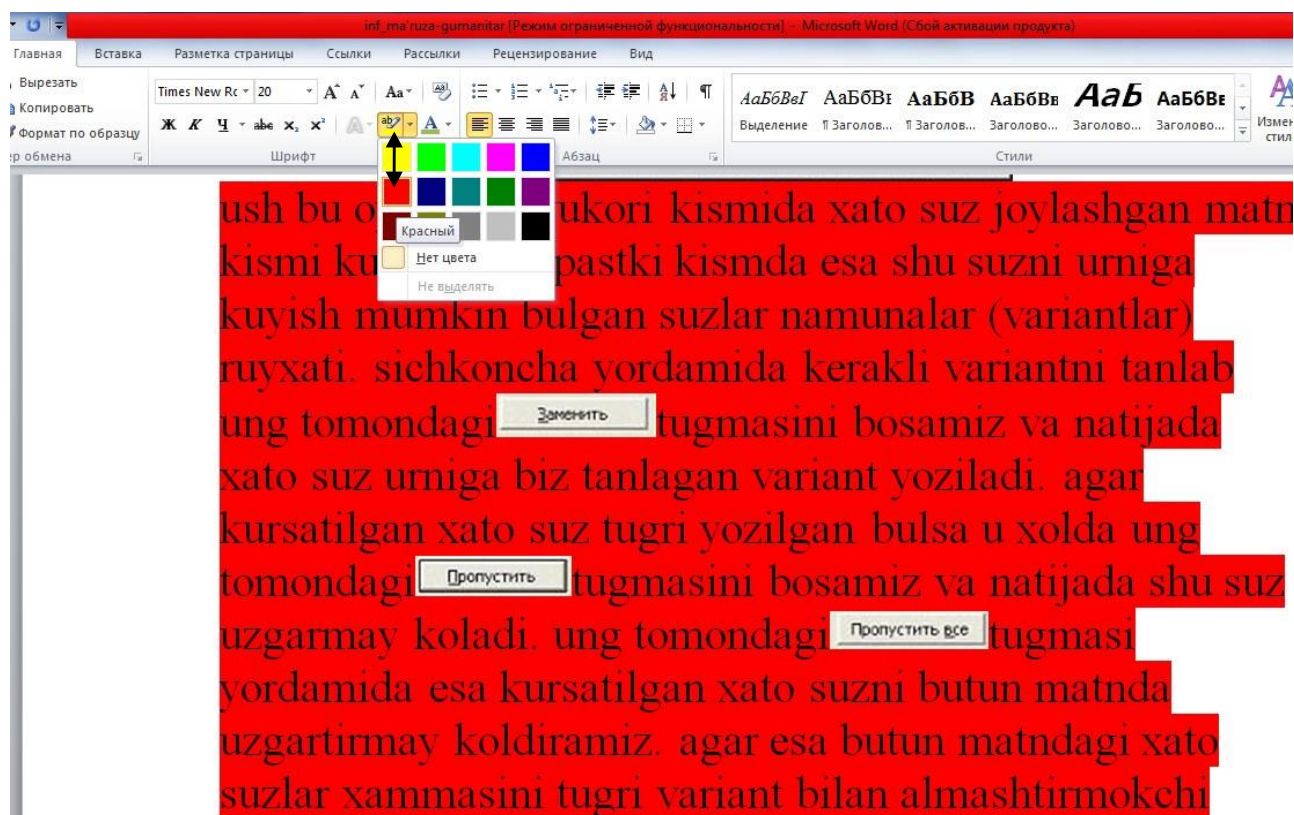 inf_ma'ruza-gumanitar [Режим ограниченной функциональности] - Microsoft Word (Сбой активации продукта)
Главная Вставка Разметка страницы Ссылки Рассылки Рецензирование Вид
Вырезать
Копировать
Формат по образцу
Times New Rc 20
Ж К Ч abc x₂ x²
Aa
АаБбВвГ АаБбВв АаБбВ АаБбВв АаБ АаБбВв
Выделение ¶ Заголов... ¶ Заголов... Заголово... Заголово... Заголово...
Шрифт Абзац Стили
Красный
Нет цвета
Не выделять
ush bu ukori kismida xato suz joylashgan matn
kismi pastki kismda esa shu suzni urniga
kuyish mumkin bulgan suzlar namunalar (variantlar)
ruyxati. sichkoncha yordamida kerakli variantni tanlab
ung tomondagi Заменить tugmasini bosamiz va natijada
xato suz urniga biz tanlagan variant yoziladi. agar
kursatilgan xato suz tugri yozilgan bulsa u xolda ung
tomondagi Пропустить tugmasini bosamiz va natijada shu suz
uzgarmay koladi. ung tomondagi Пропустить все tugmasi
yordamida esa kursatilgan xato suzni butun matnda
uzgartirmay koldiramiz. agar esa butun matndagi xato
suzlar xammasini tugri variant bilan almashtirmokchi